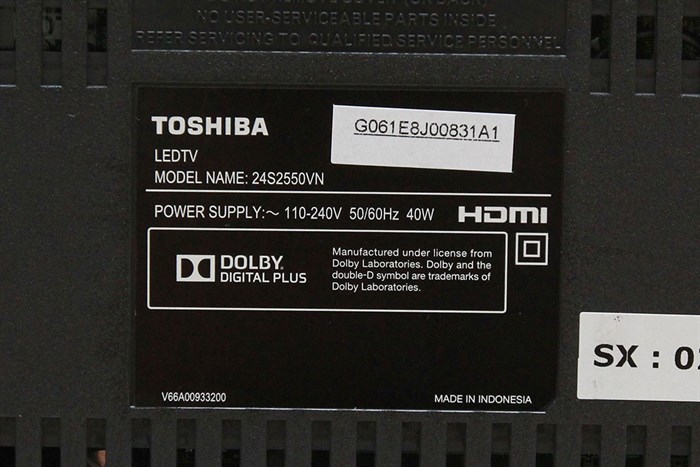 NO USER-SERVICEABLE PARTS INSIDE.
REFER SERVICING TO QUALIFIED SERVICE PERSONNEL
TOSHIBA
G061E8J00831A1
LEDTV
MODEL NAME: 24S2550VN
POWER SUPPLY:～ 110-240V 50/60Hz 40W
HDMI
DOLBY
DIGITAL PLUS
Manufactured under license from
Dolby Laboratories. Dolby and the
double-D symbol are trademarks of
Dolby Laboratories.
SX : 0
V66A00933200
MADE IN INDONESIA